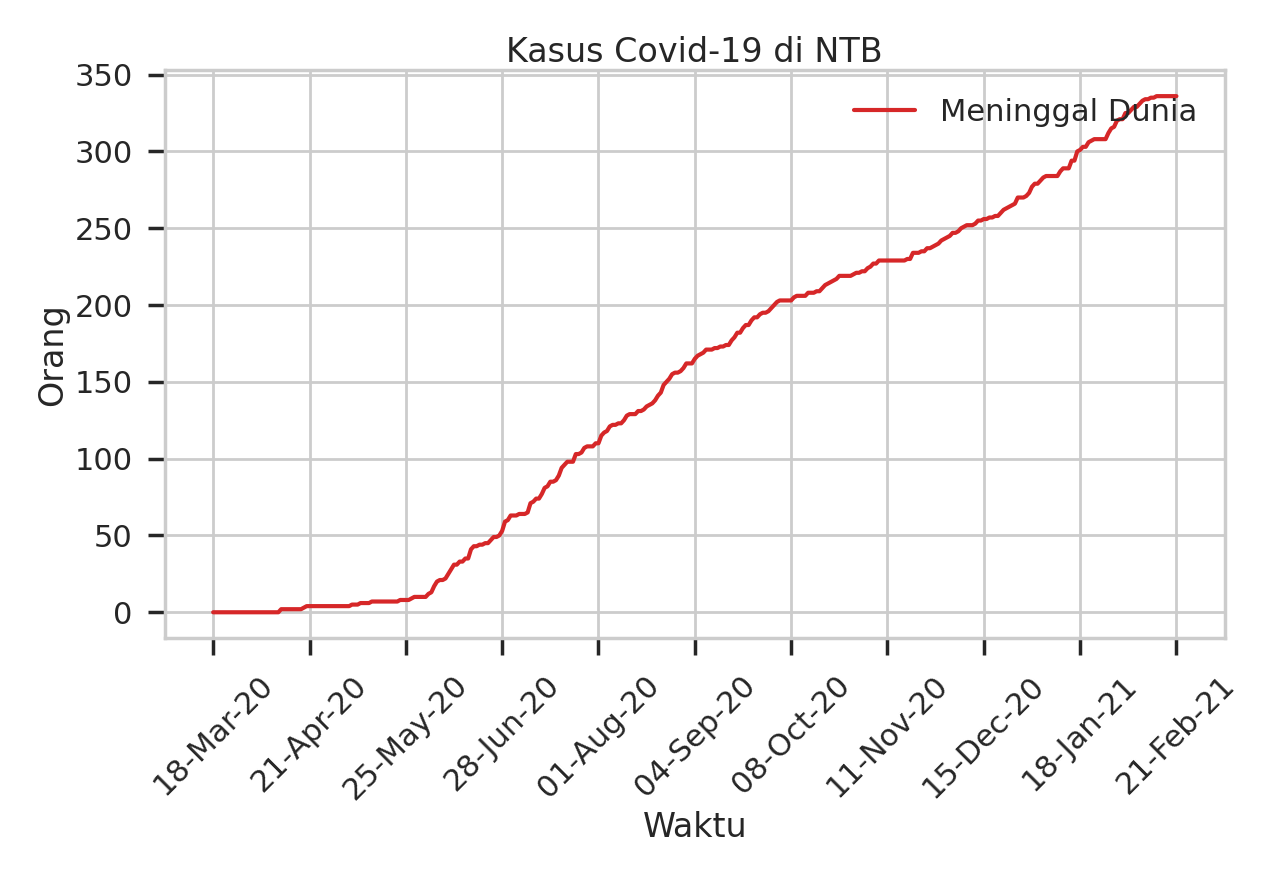 Kasus Covid-19 di NTB
Meninggal Dunia
Orang
350
300
250
200
150
100
50
0
18-Mar-20
21-Apr-20
25-May-20
28-Jun-20
01-Aug-20
04-Sep-20
08-Oct-20
11-Nov-20
15-Dec-20
18-Jan-21
21-Feb-21
Waktu